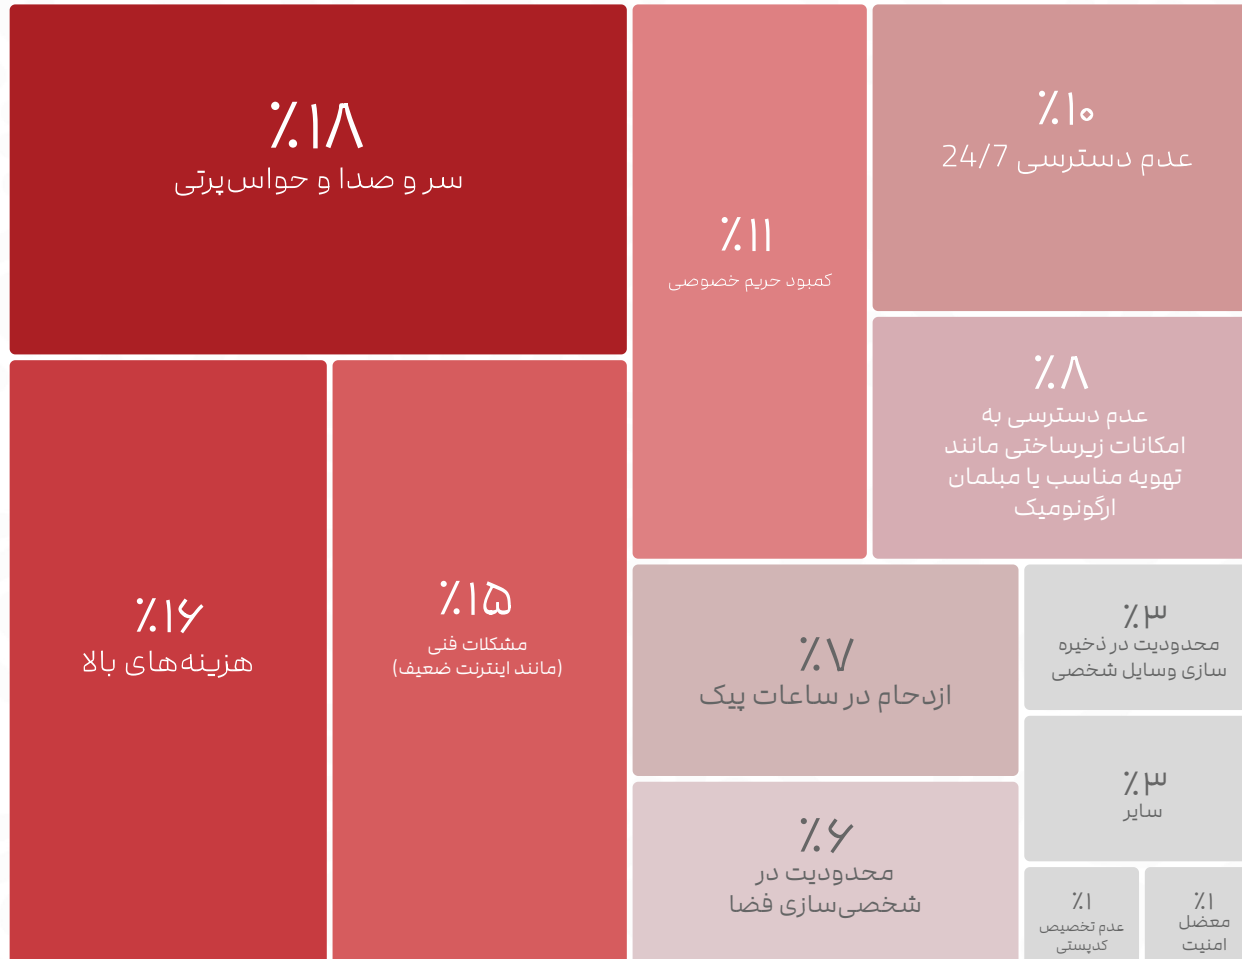 ٪۱۸
سر و صدا و حواس‌پرتی
٪۱۱
کمبود حریم خصوصی
٪۱۰
عدم دسترسی 24/7
٪۸
عدم دسترسی به
امکانات زیرساختی مانند
تهویه مناسب یا مبلمان
ارگونومیک
٪۱۶
هزینه‌های بالا
٪۱۵
مشکلات فنی
(مانند اینترنت ضعیف)
٪۷
ازدحام در ساعات پیک
٪۶
محدودیت در
شخصی‌سازی فضا
٪۳
محدودیت در ذخیره
سازی وسایل شخصی
٪۳
سایر
٪۱
عدم تخصیص
کدپستی
٪۱
معضل
امنیت